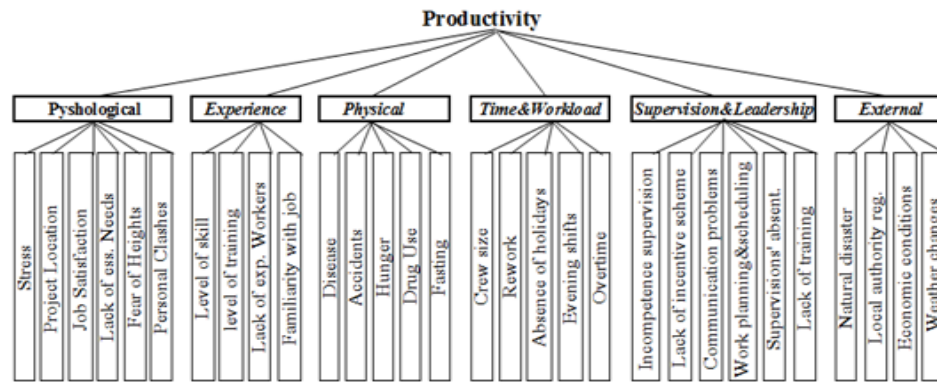 Productivity
Pyshological
Experience
Physical
Time&Workload
Supervision&Leadership
External
Stress
Project Location
Job Satisfaction
Lack of ess. Needs
Fear of Heights
Personal Clashes
Level of skill
level of training
Lack of exp. Workers
Familiarity with job
Disease
Accidents
Hunger
Drug Use
Fasting
Crew size
Rework
Absence of holidays
Evening shifts
Overtime
Incompetence supervision
Lack of incentive scheme
Communication problems
Work planning&scheduling
Supervisions' absent.
Lack of training
Natural disaster
Local authority reg.
Economic conditions
Weather changes